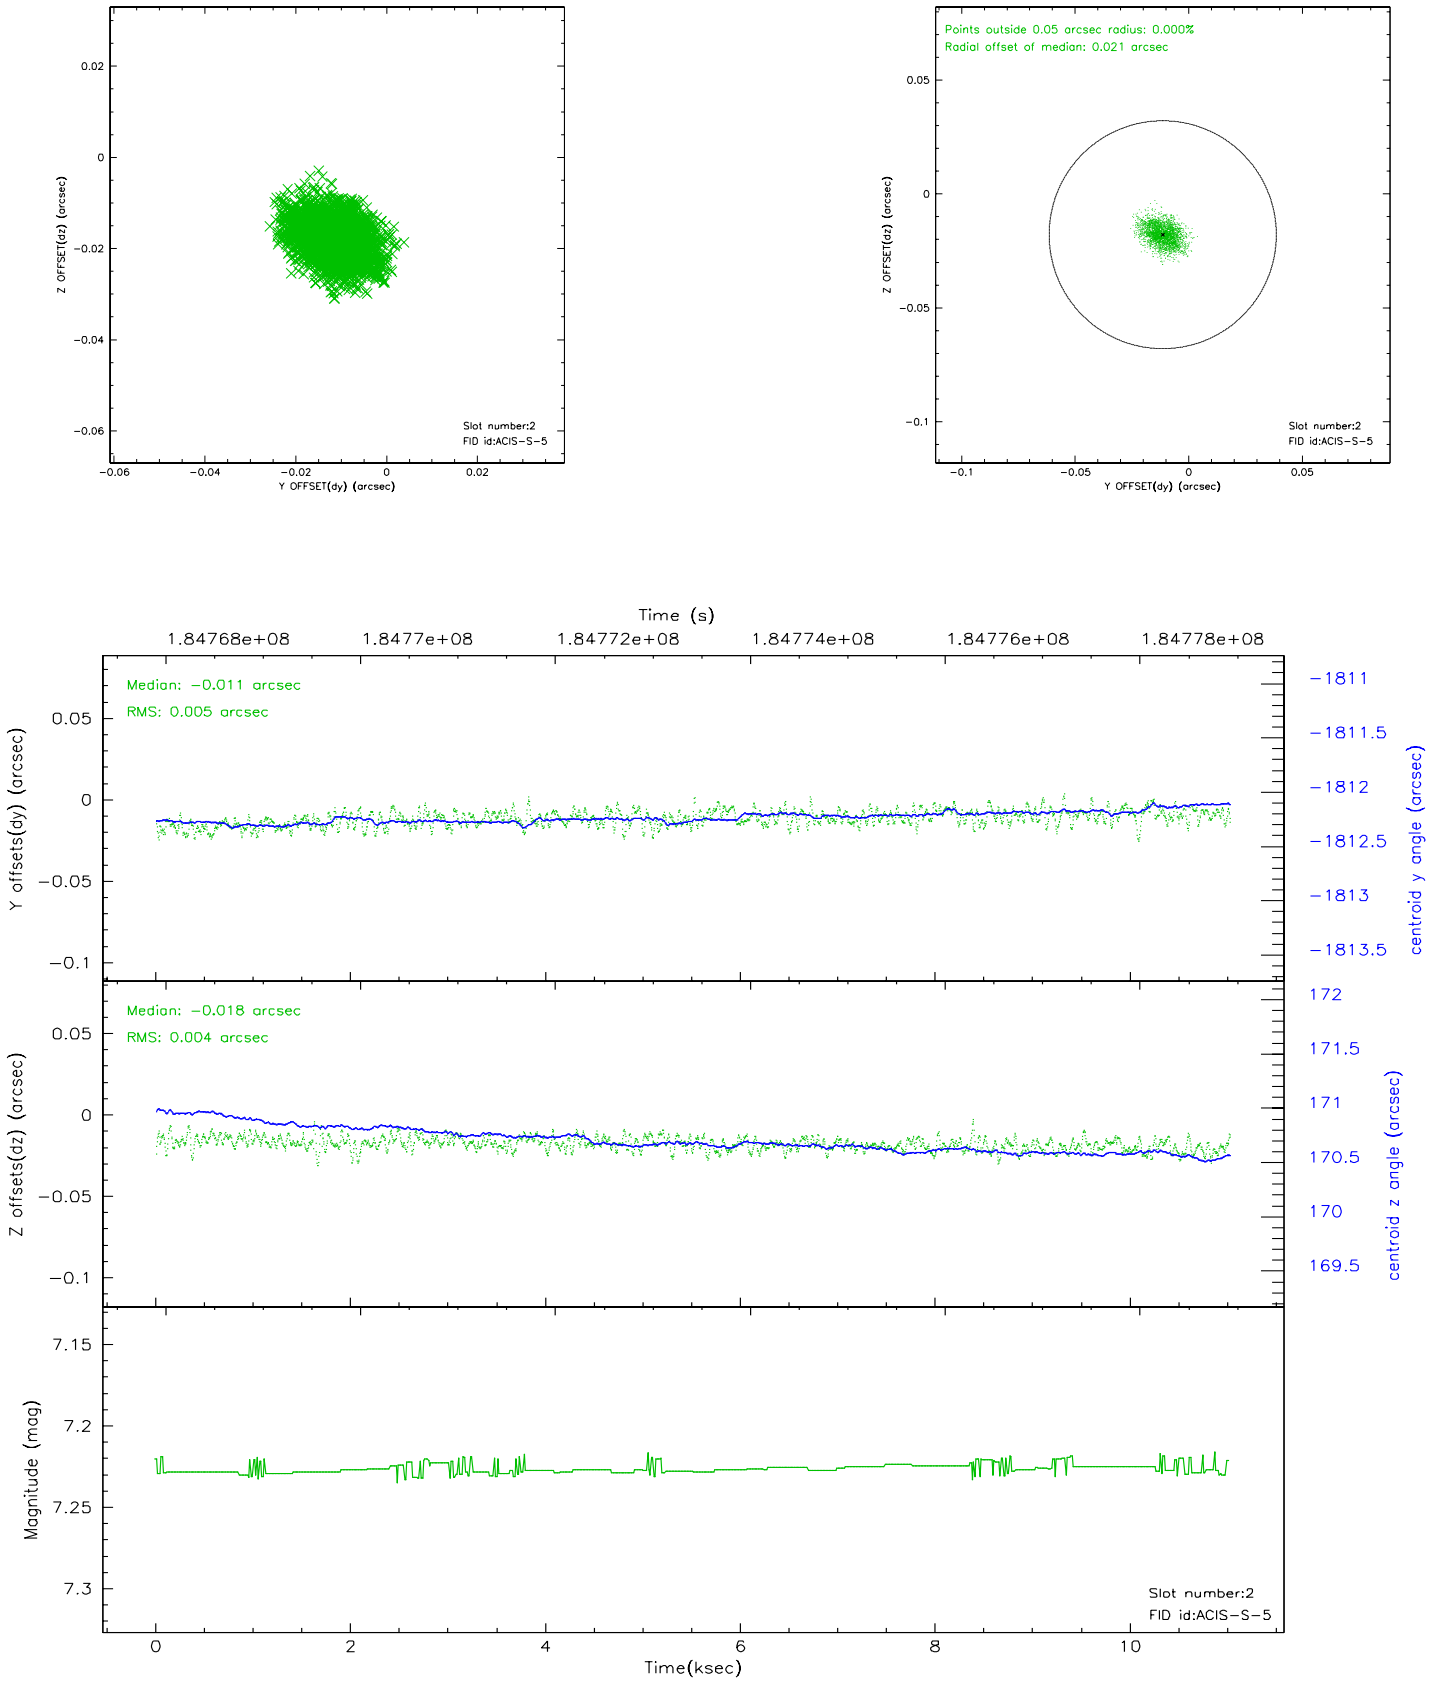 0.02
0
-0.02
-0.04
-0.06
Z OFFSET(dz) (arcsec)
-0.06
-0.04
-0.02
0
0.02
Y OFFSET(dy) (arcsec)
Slot number:2
FID id:ACIS-S-5
Points outside 0.05 arcsec radius: 0.000%
Radial offset of median: 0.021 arcsec
0.05
0
-0.05
-0.1
Z OFFSET(dz) (arcsec)
-0.1
-0.05
0
0.05
Y OFFSET(dy) (arcsec)
Slot number:2
FID id:ACIS-S-5
Time (s)
1.84768e+08
1.8477e+08
1.84772e+08
1.84774e+08
1.84776e+08
1.84778e+08
Median: -0.011 arcsec
RMS: 0.005 arcsec
0.05
0
-0.05
-0.1
Y offsets(dy) (arcsec)
-1811
-1811.5
-1812
-1812.5
-1813
-1813.5
centroid y angle (arcsec)
Median: -0.018 arcsec
RMS: 0.004 arcsec
0.05
0
-0.05
-0.1
Z offsets(dz) (arcsec)
172
171.5
171
170.5
170
169.5
centroid z angle (arcsec)
7.15
7.2
7.25
7.3
Magnitude (mag)
Slot number:2
FID id:ACIS-S-5
0
2
4
6
8
10
Time(ksec)